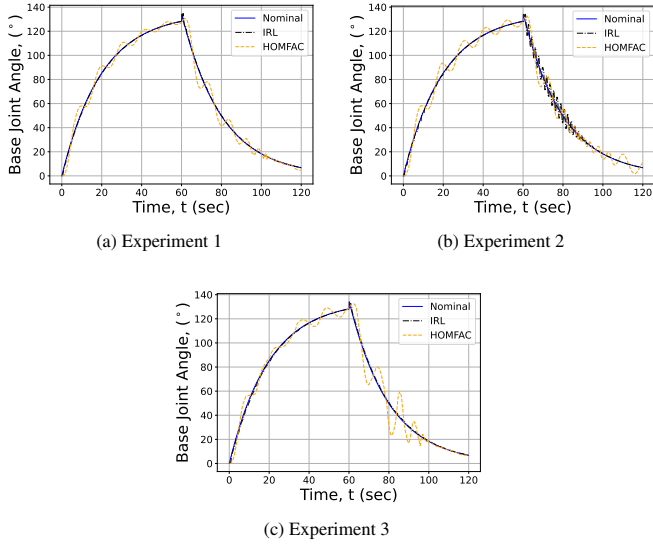 140
120
100
80
60
40
20
0
Base Joint Angle, (°)
0 20 40 60 80 100 120
Time, t (sec)
Nominal
IRL
HOMFAC
(a) Experiment 1
140
120
100
80
60
40
20
0
Base Joint Angle, (°)
0 20 40 60 80 100 120
Time, t (sec)
Nominal
IRL
HOMFAC
(b) Experiment 2
140
120
100
80
60
40
20
0
Base Joint Angle, (°)
0 20 40 60 80 100 120
Time, t (sec)
Nominal
IRL
HOMFAC
(c) Experiment 3